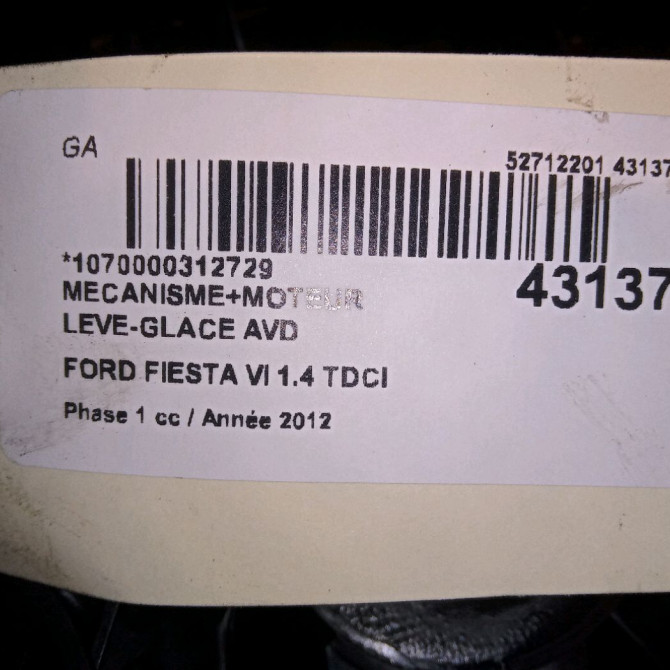 GA
52712201 43137
*1070000312729
43137
MECANISME+MOTEUR
LEVE-GLACE AVD
FORD FIESTA VI 1.4 TDCI
Phase 1 cc / Année 2012